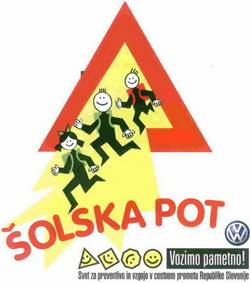 ŠOLSKA POT
Vozimo pametno!
Svet za preventivo in vzgojo v cestnem prometu Republike Slovenije